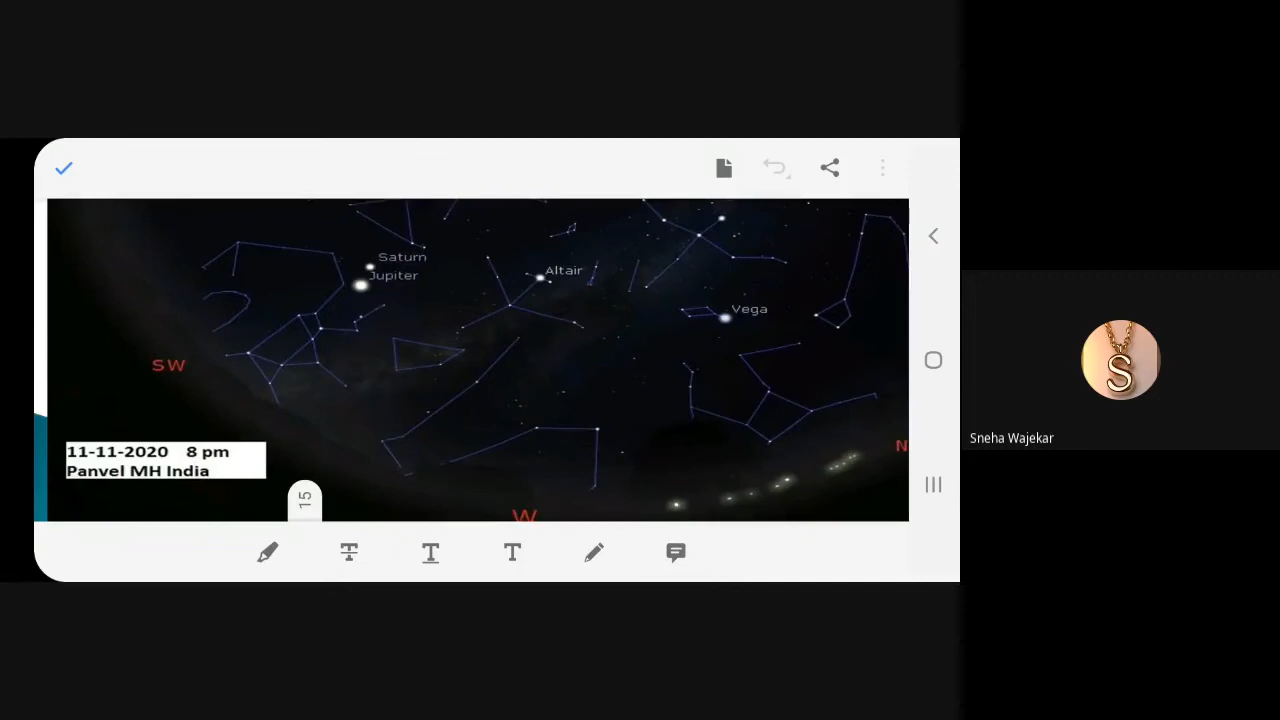 Saturn
Jupiter
Altair
Vega
SW
N
11-11-2020 8 pm
Panvel MH India
15
W
Sneha Wajekar